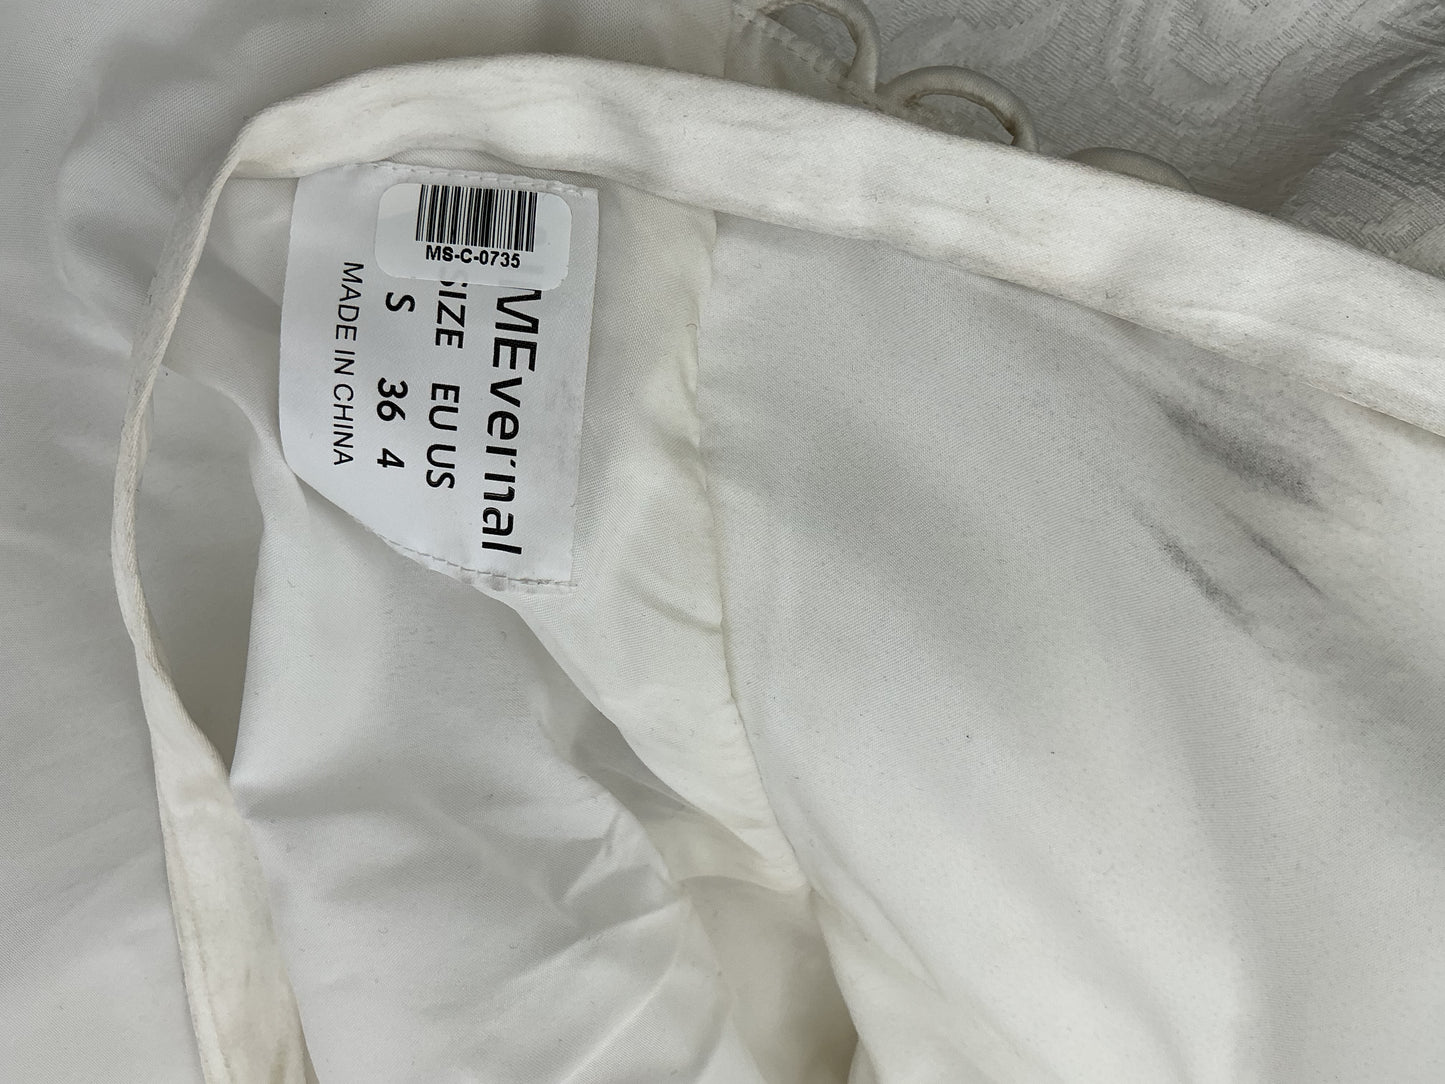 MS-C-0735
MEvernal
SIZE EU US
S 36 4
MADE IN CHINA